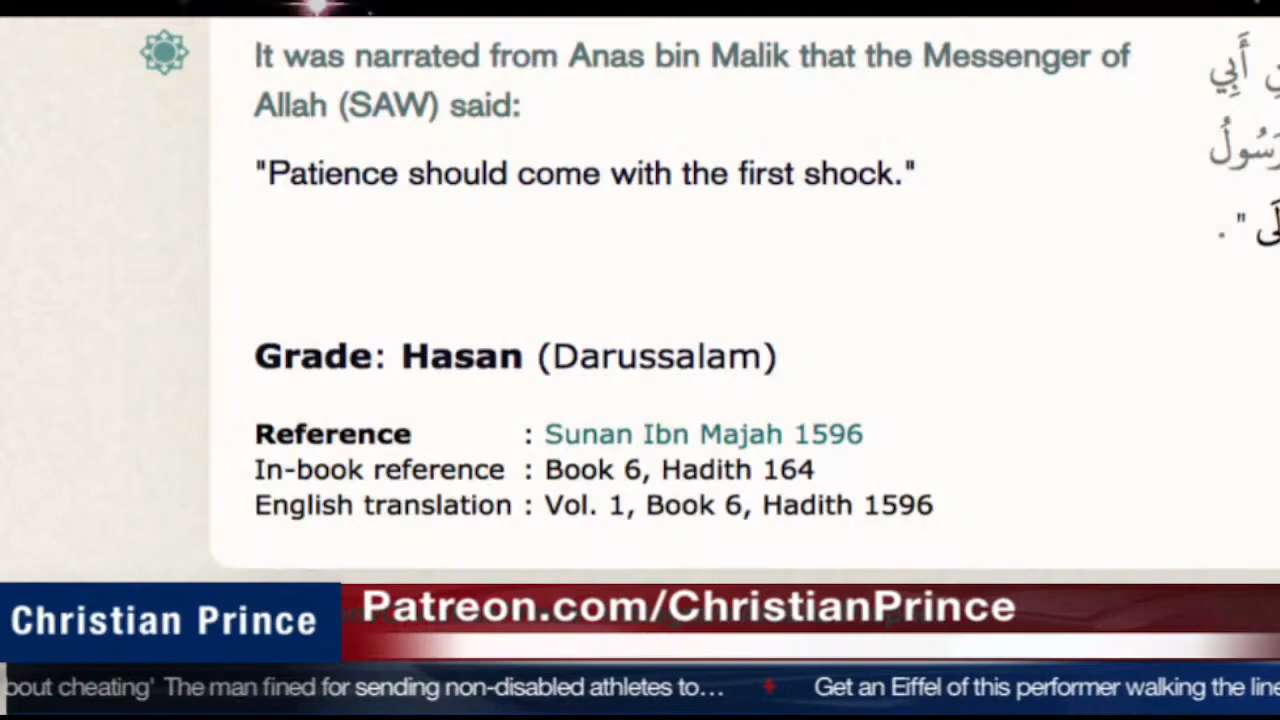 It was narrated from Anas bin Malik that the Messenger of
Allah (SAW) said:
"Patience should come with the first shock."
أَبِي
Grade: Hasan (Darussalam)
Reference : Sunan Ibn Majah 1596
In-book reference : Book 6, Hadith 164
English translation : Vol. 1, Book 6, Hadith 1596
Christian Prince
Patreon.com/ChristianPrince
bout cheating' The man fined for sending non-disabled athletes to… Get an Eiffel of this performer walking the line